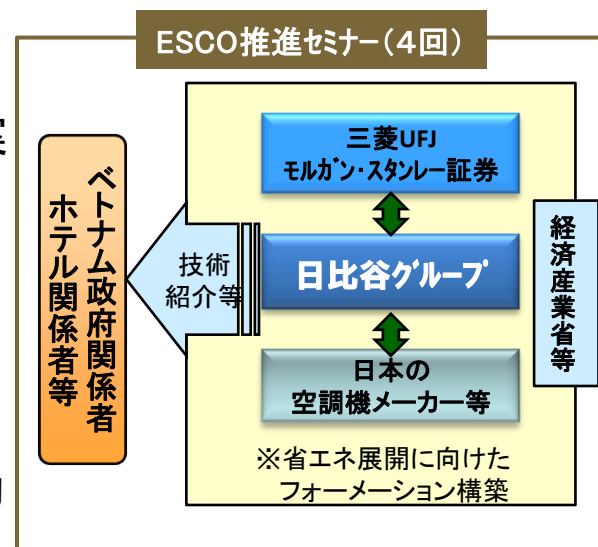 ESCO推進セミナー(4回)
三菱UFJ
モルガン・スタンレー証券
ベトナム政府関係者
ホテル関係者等
技術
紹介等
日比谷グループ
経済産業省等
日本の
空調機メーカー等
※省エネ展開に向けた
フォーメーション構築